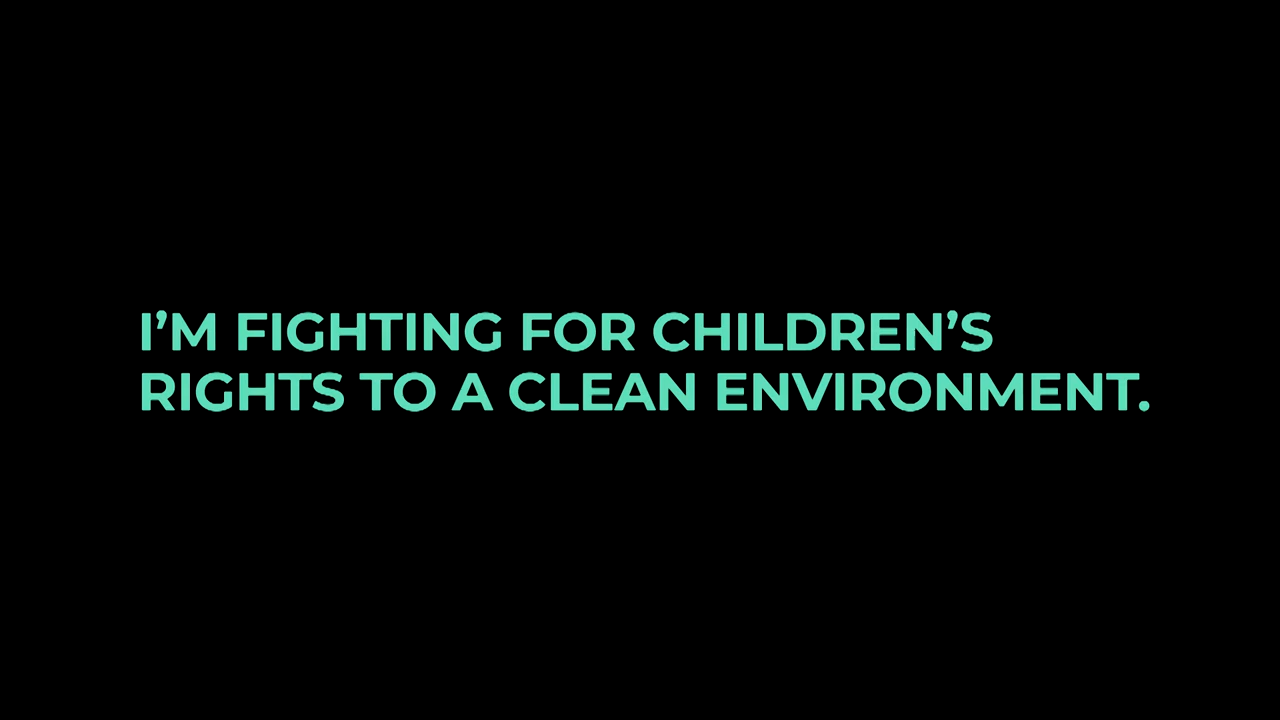 I’M FIGHTING FOR CHILDREN’S
RIGHTS TO A CLEAN ENVIRONMENT.